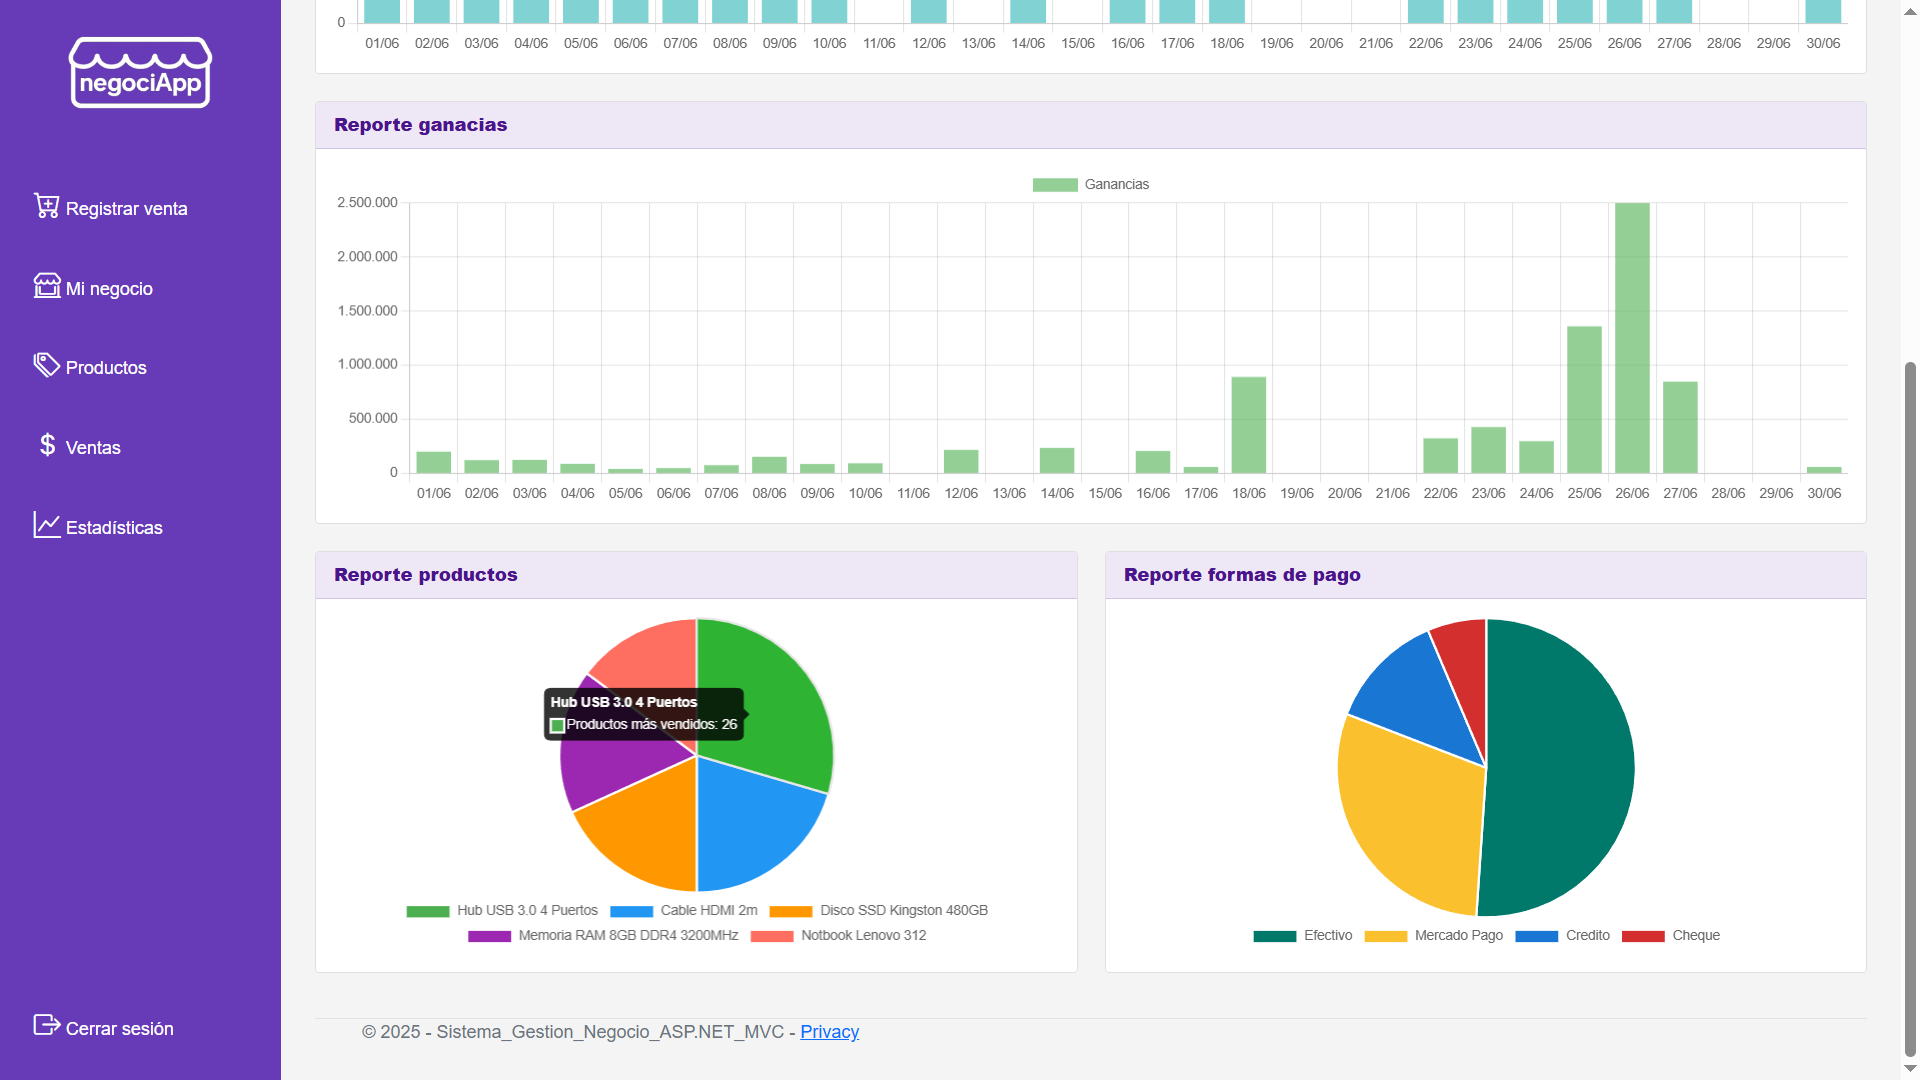 negociApp
Registrar venta
Mi negocio
Productos
Ventas
Estadísticas
Cerrar sesión
0
01/06 02/06 03/06 04/06 05/06 06/06 07/06 08/06 09/06 10/06 11/06 12/06 13/06 14/06 15/06 16/06 17/06 18/06 19/06 20/06 21/06 22/06 23/06 24/06 25/06 26/06 27/06 28/06 29/06 30/06
Reporte ganacias
Ganancias
2.500.000
2.000.000
1.500.000
1.000.000
500.000
0
01/06 02/06 03/06 04/06 05/06 06/06 07/06 08/06 09/06 10/06 11/06 12/06 13/06 14/06 15/06 16/06 17/06 18/06 19/06 20/06 21/06 22/06 23/06 24/06 25/06 26/06 27/06 28/06 29/06 30/06
Reporte productos
Hub USB 3.0 4 Puertos
Productos más vendidos: 26
Hub USB 3.0 4 Puertos Cable HDMI 2m Disco SSD Kingston 480GB
Memoria RAM 8GB DDR4 3200MHz Notbook Lenovo 312
Reporte formas de pago
Efectivo Mercado Pago Credito Cheque
© 2025 - Sistema_Gestion_Negocio_ASP.NET_MVC - Privacy